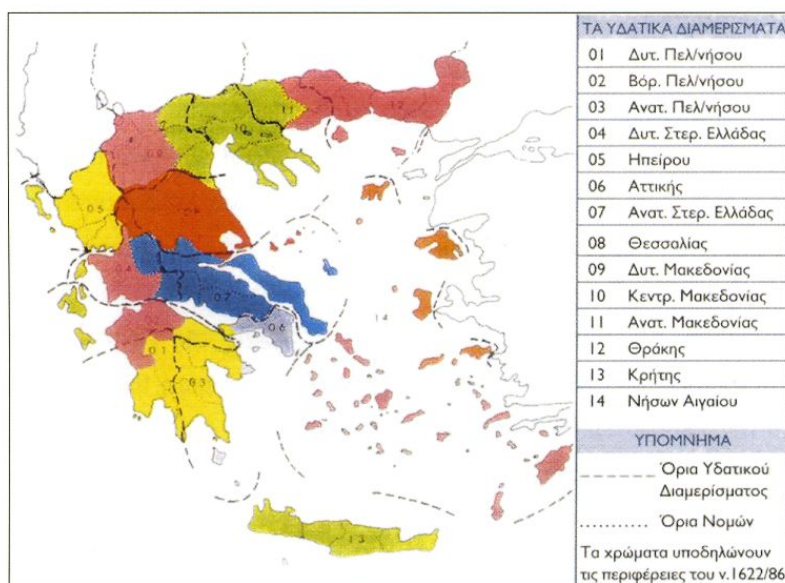 ΤΑ ΥΔΑΤΙΚΑ ΔΙΑΜΕΡΙΣΜΑΤΑ
01 Δυτ. Πελ/νήσου
02 Βόρ. Πελ/νήσου
03 Ανατ. Πελ/νήσου
04 Δυτ. Στερ. Ελλάδας
05 Ηπείρου
06 Αττικής
07 Ανατ. Στερ. Ελλάδας
08 Θεσσαλίας
09 Δυτ. Μακεδονίας
10 Κεντρ. Μακεδονίας
11 Ανατ. Μακεδονίας
12 Θράκης
13 Κρήτης
14 Νήσων Αιγαίου
ΥΠΟΜΝΗΜΑ
Όρια Υδατικού
Διαμερίσματος
Όρια Νομών
Τα χρώματα υποδηλώνουν
τις περιφέρειες του ν.1622/86
11
12
10
09
05
04
07
06
14
01
03
13